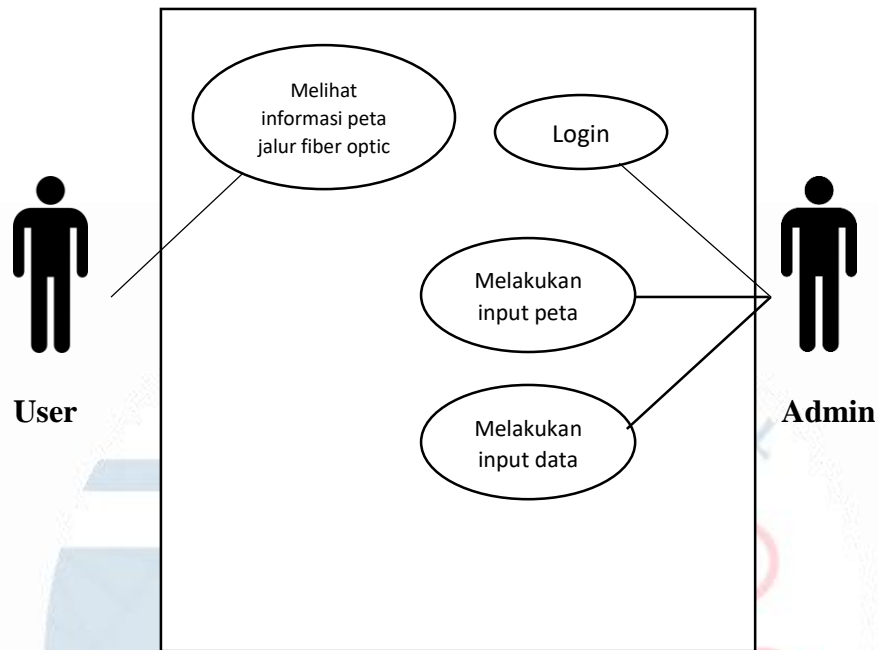 Melihat
informasi peta
jalur fiber optic
Login
Melakukan
input peta
User
Admin
Melakukan
input data